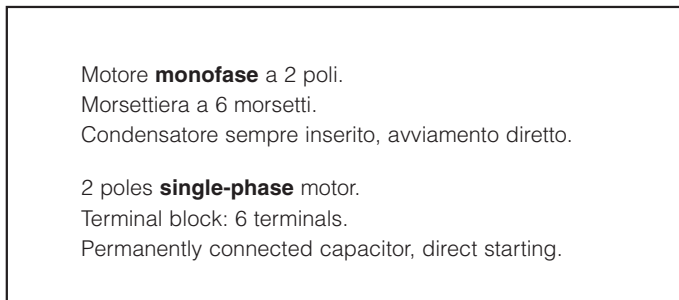 Motore monofase a 2 poli.
Morsettiera a 6 morsetti.
Condensatore sempre inserito, avviamento diretto.
2 poles single-phase motor.
Terminal block: 6 terminals.
Permanently connected capacitor, direct starting.